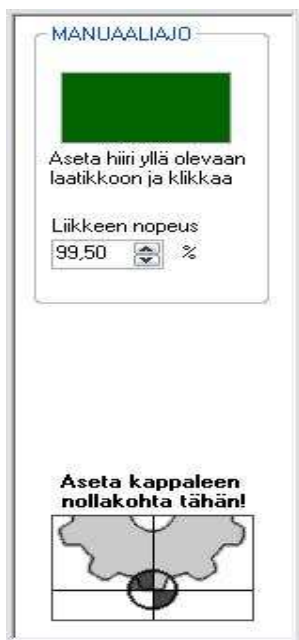 MANUAALIAJO
Aseta hiiri yllä olevaan
laatikkoon ja klikkaa
Liikkeen nopeus
99,50 %
Aseta kappaleen
nollakohta tähän!